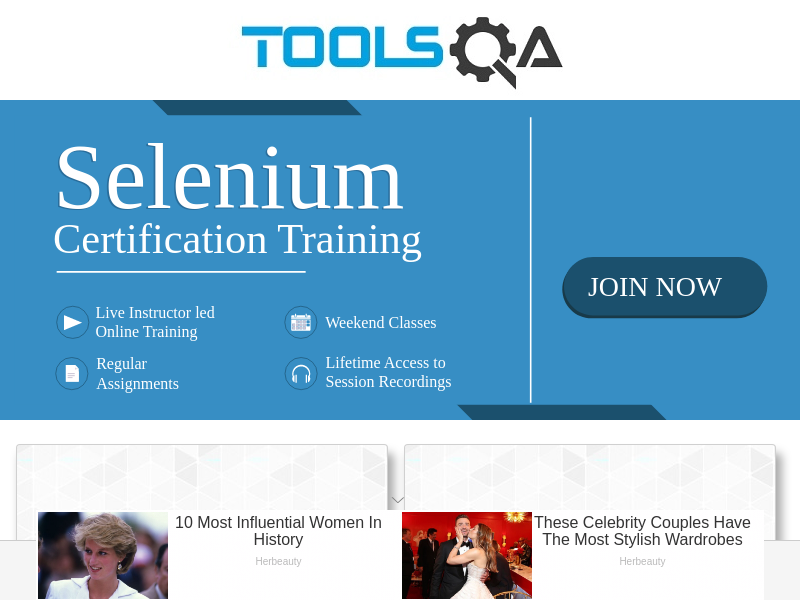 TOOLSQA
Selenium
Certification Training
JOIN NOW
Live Instructor led
Online Training
Weekend Classes
Regular
Assignments
Lifetime Access to
Session Recordings
10 Most Influential Women In
History
Herbeauty
These Celebrity Couples Have
The Most Stylish Wardrobes
Herbeauty